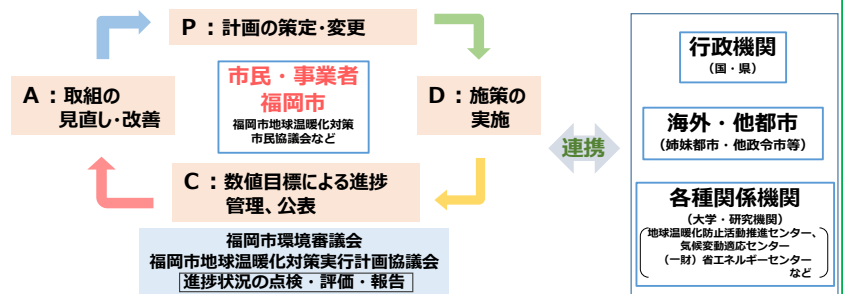 P：計画の策定・変更
A：取組の
見直し・改善
市民・事業者
福岡市
福岡市地球温暖化対策
市民協議会など
D：施策の
実施
C：数値目標による進捗
管理、公表
福岡市環境審議会
福岡市地球温暖化対策実行計画協議会
進捗状況の点検・評価・報告
連携
行政機関
（国・県）
海外・他都市
（姉妹都市・他政令市等）
各種関係機関
（大学・研究機関）
地球温暖化防止活動推進センター、
気候変動適応センター
（一財）省エネルギーセンター
など